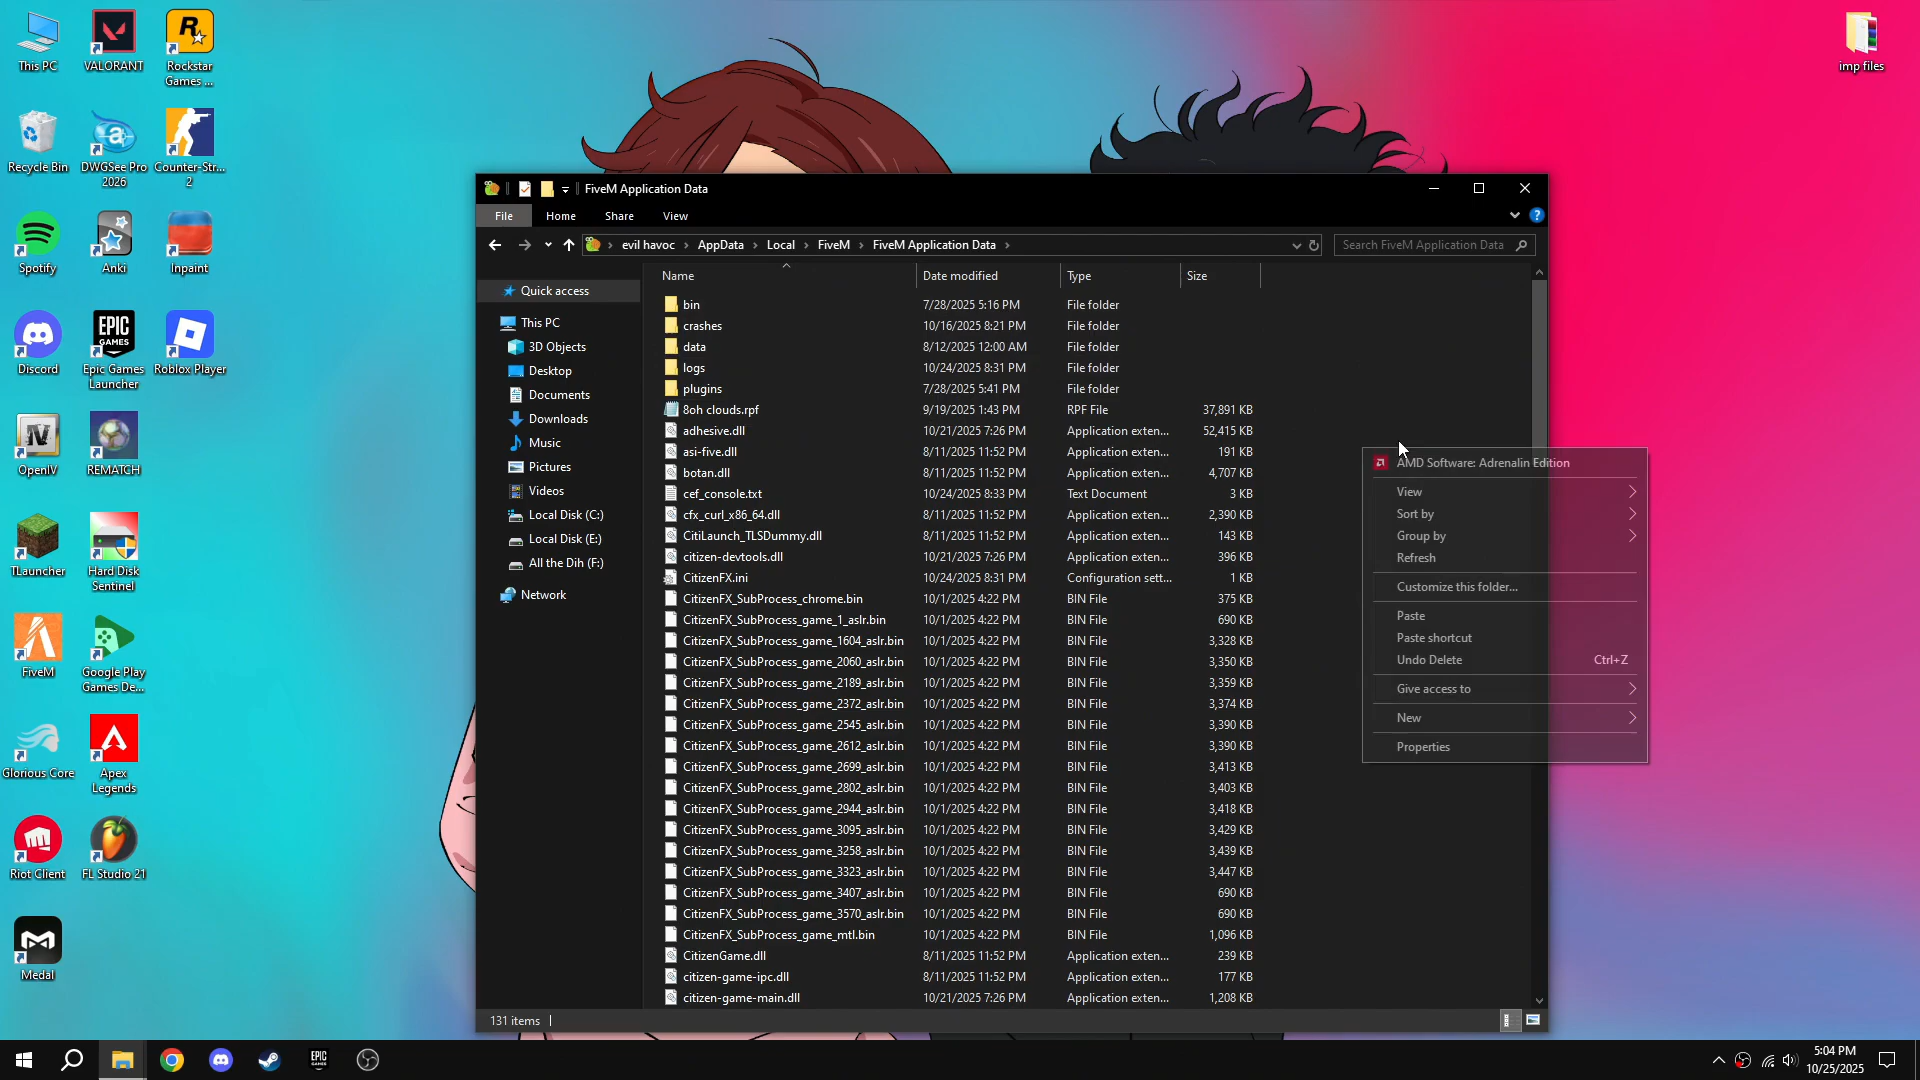 This PC
VALORANT
Rockstar
Games ...
imp files
Recycle Bin
DWGSee Pro
2026
Counter-Str...
2
Spotify
Anki
Inpaint
Discord
Epic Games
Launcher
Roblox Player
OpenIV
REMATCH
TLauncher
Hard Disk
Sentinel
FiveM
Google Play
Games De...
Glorious Core
Apex
Legends
Riot Client
FL Studio 21
Medal
FiveM Application Data
File Home Share View
evil havoc AppData Local FiveM FiveM Application Data
Search FiveM Application Data
Quick access
This PC
3D Objects
Desktop
Documents
Downloads
Music
Pictures
Videos
Local Disk (C:)
Local Disk (E:)
All the Dih (F:)
Network
Name Date modified Type Size
bin 7/28/2025 5:16 PM File folder
crashes 10/16/2025 8:21 PM File folder
data 8/12/2025 12:00 AM File folder
logs 10/24/2025 8:31 PM File folder
plugins 7/28/2025 5:41 PM File folder
8oh clouds.rpf 9/19/2025 1:43 PM RPF File 37,891 KB
adhesive.dll 10/21/2025 7:26 PM Application exten... 52,415 KB
asi-five.dll 8/11/2025 11:52 PM Application exten... 191 KB
botan.dll 8/11/2025 11:52 PM Application exten... 4,707 KB
cef_console.txt 10/24/2025 8:33 PM Text Document 3 KB
cfx_curl_x86_64.dll 8/11/2025 11:52 PM Application exten... 2,390 KB
CitiLaunch_TLSDummy.dll 8/11/2025 11:52 PM Application exten... 143 KB
citizen-devtools.dll 10/21/2025 7:26 PM Application exten... 396 KB
CitizenFX.ini 10/24/2025 8:31 PM Configuration sett... 1 KB
CitizenFX_SubProcess_chrome.bin 10/1/2025 4:22 PM BIN File 375 KB
CitizenFX_SubProcess_game_1_aslr.bin 10/1/2025 4:22 PM BIN File 690 KB
CitizenFX_SubProcess_game_1604_aslr.bin 10/1/2025 4:22 PM BIN File 3,328 KB
CitizenFX_SubProcess_game_2060_aslr.bin 10/1/2025 4:22 PM BIN File 3,350 KB
CitizenFX_SubProcess_game_2189_aslr.bin 10/1/2025 4:22 PM BIN File 3,359 KB
CitizenFX_SubProcess_game_2372_aslr.bin 10/1/2025 4:22 PM BIN File 3,374 KB
CitizenFX_SubProcess_game_2545_aslr.bin 10/1/2025 4:22 PM BIN File 3,390 KB
CitizenFX_SubProcess_game_2612_aslr.bin 10/1/2025 4:22 PM BIN File 3,390 KB
CitizenFX_SubProcess_game_2699_aslr.bin 10/1/2025 4:22 PM BIN File 3,413 KB
CitizenFX_SubProcess_game_2802_aslr.bin 10/1/2025 4:22 PM BIN File 3,403 KB
CitizenFX_SubProcess_game_2944_aslr.bin 10/1/2025 4:22 PM BIN File 3,418 KB
CitizenFX_SubProcess_game_3095_aslr.bin 10/1/2025 4:22 PM BIN File 3,429 KB
CitizenFX_SubProcess_game_3258_aslr.bin 10/1/2025 4:22 PM BIN File 3,439 KB
CitizenFX_SubProcess_game_3323_aslr.bin 10/1/2025 4:22 PM BIN File 3,447 KB
CitizenFX_SubProcess_game_3407_aslr.bin 10/1/2025 4:22 PM BIN File 690 KB
CitizenFX_SubProcess_game_3570_aslr.bin 10/1/2025 4:22 PM BIN File 690 KB
CitizenFX_SubProcess_game_mtl.bin 10/1/2025 4:22 PM BIN File 1,096 KB
CitizenGame.dll 8/11/2025 11:52 PM Application exten... 239 KB
citizen-game-ipc.dll 8/11/2025 11:52 PM Application exten... 177 KB
citizen-game-main.dll 10/21/2025 7:26 PM Application exten... 1,208 KB
131 items
AMD Software: Adrenalin Edition
View
Sort by
Group by
Refresh
Customize this folder...
Paste
Paste shortcut
Undo Delete Ctrl+Z
Give access to
New
Properties
EPIC
GAMES
5:04 PM
10/25/2025